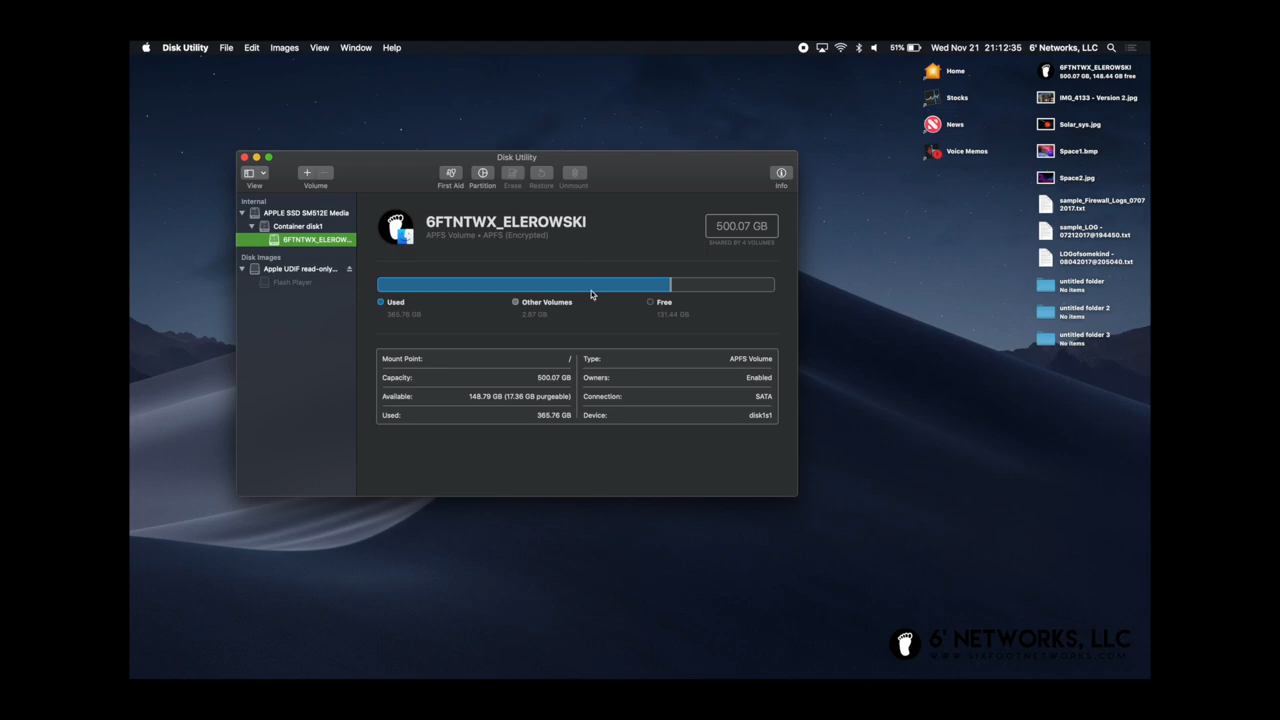 Disk Utility File Edit Images View Window Help 51% Wed Nov 21 21:12:35 6' Networks, LLC
Home
Stocks
News
Voice Memos
6FTNTWX_ELEROWSKI
500.07 GB, 148.44 GB free
IMG_4133 - Version 2.jpg
Solar_sys.jpg
Space1.bmp
Space2.jpg
sample_Firewall_Logs_0707
2017.txt
sample_LOG -
07212017@194450.txt
LOGofsomekind -
08042017@205040.txt
untitled folder
No items
untitled folder 2
No items
untitled folder 3
No items
Disk Utility
View Volume First Aid Partition Erase Restore Unmount Info
Internal
APPLE SSD SM512E Media
Container disk1
6FTNTWX_ELEROW...
Disk Images
Apple UDIF read-only...
Flash Player
6FTNTWX_ELEROWSKI
APFS Volume • APFS (Encrypted)
500.07 GB
SHARED BY 4 VOLUMES
Used Other Volumes Free
365.76 GB 2.87 GB 131.44 GB
Mount Point: / Type: APFS Volume
Capacity: 500.07 GB Owners: Enabled
Available: 148.79 GB (17.36 GB purgeable) Connection: SATA
Used: 365.76 GB Device: disk1s1
6' NETWORKS, LLC
WWW.SIXFOOTNETWORKS.COM